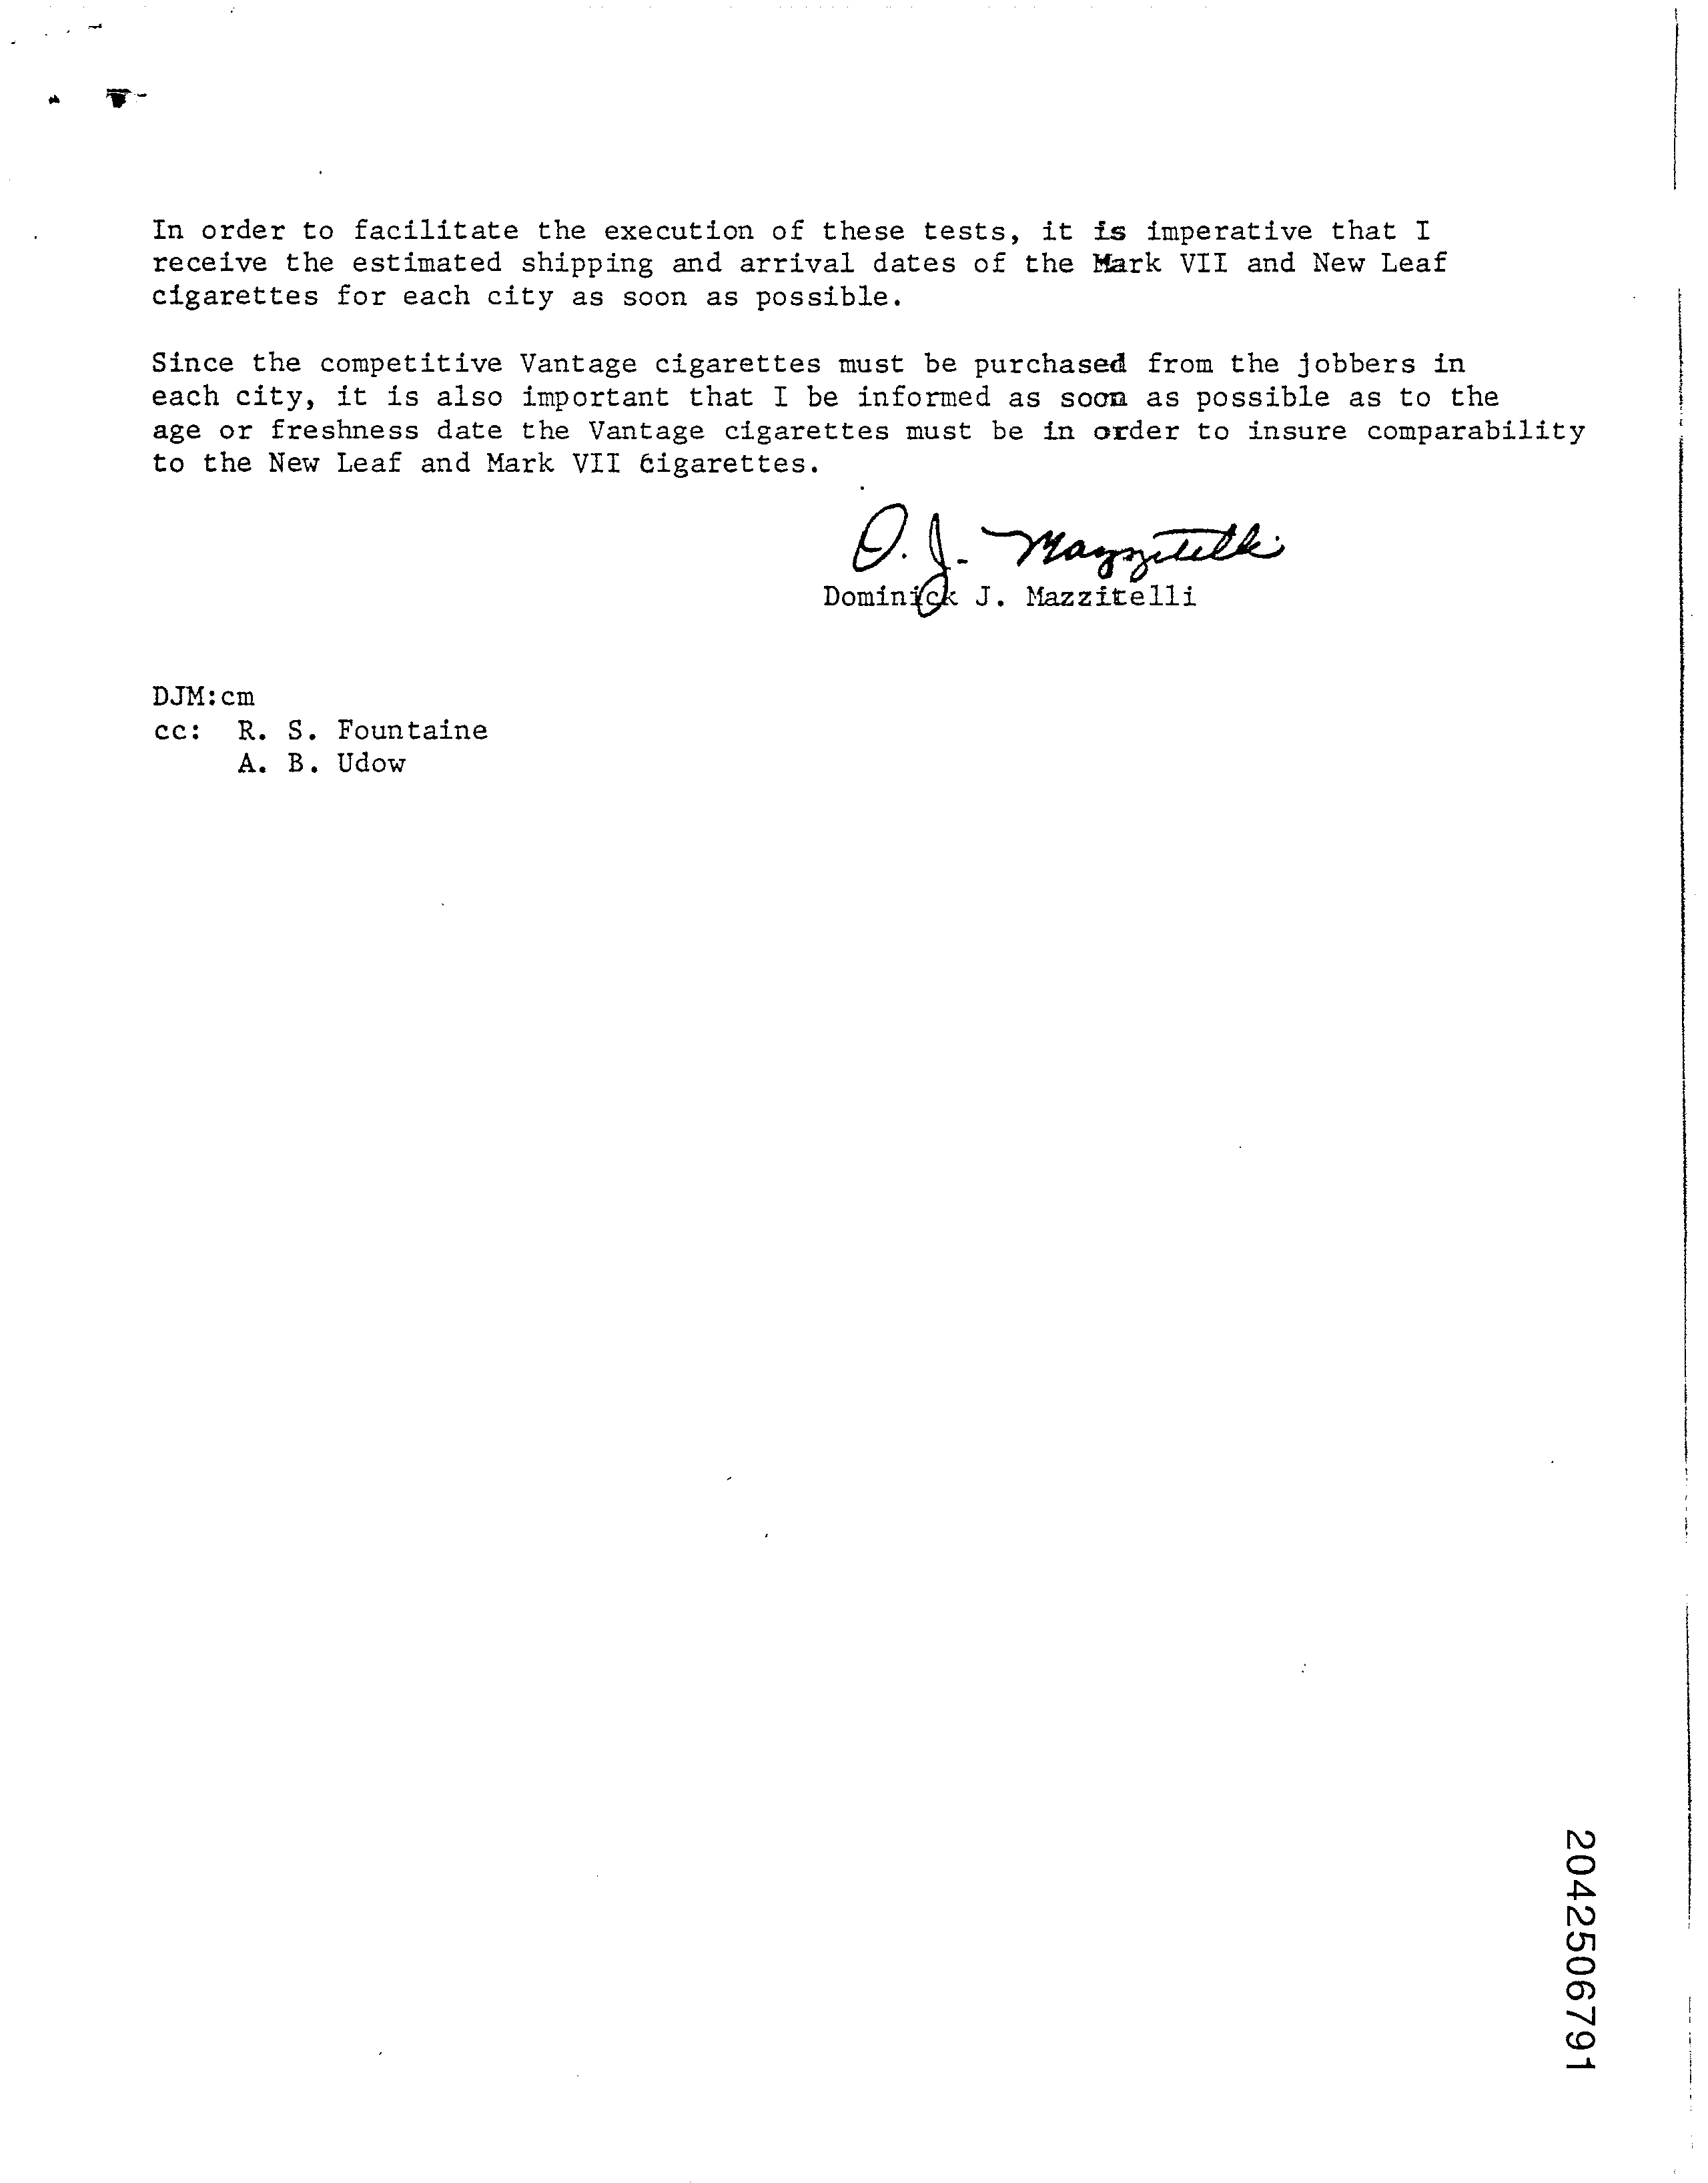 In order to facilitate the execution of these tests, it is imperative that I
receive the estimated shipping and arrival dates of the Mark VII and New Leaf
cigarettes for each city as soon as possible.
Since the competitive Vantage cigarettes must be purchased from the jobbers in
each city, it is also important that I be informed as soon as possible as to the
age or freshness date the Vantage cigarettes must be in order to insure comparability
to the New Leaf and Mark VII cigarettes.
D. J. Mazzitelli
Dominick J. Mazzitelli
DJM:cm
cc: R. S. Fountaine
A. B. Udow
2042506791